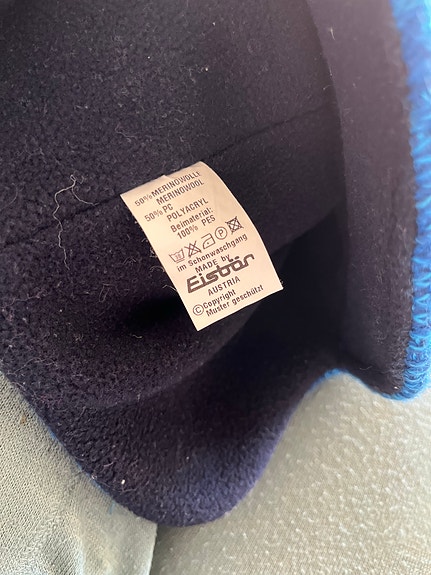 50% MERINOWOLLE
MERINOWOOL
50% PC
POLYACRYL
Beimaterial:
100% PES
P
im Schonwaschgang
MADE by
Eisbär
AUSTRIA
©Copyright
Muster geschützt